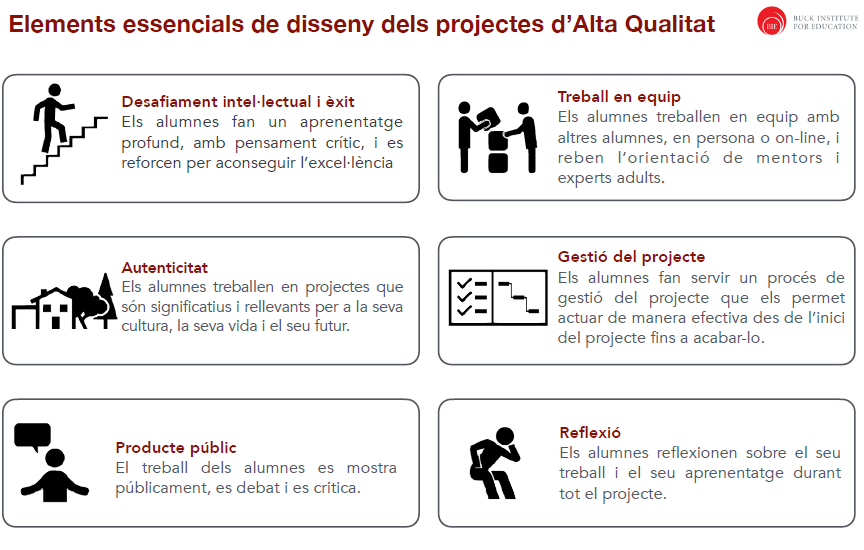 Elements essencials de disseny dels projectes d'Alta Qualitat
BIE
BUCK INSTITUTE
FOR EDUCATION
Desafiament intel·lectual i èxit
Els alumnes fan un aprenentatge
profund, amb pensament crític, i es
reforcen per aconseguir l'excel·lència
Treball en equip
Els alumnes treballen en equip amb
altres alumnes, en persona o on-line, i
reben l'orientació de mentors i
experts adults.
Autenticitat
Els alumnes treballen en projectes que
són significatius i rellevants per a la seva
cultura, la seva vida i el seu futur.
Gestió del projecte
Els alumnes fan servir un procés de
gestió del projecte que els permet
actuar de manera efectiva des de l'inici
del projecte fins a acabar-lo.
Producte públic
El treball dels alumnes es mostra
públicament, es debat i es critica.
Reflexió
Els alumnes reflexionen sobre el seu
treball i el seu aprenentatge durant
tot el projecte.